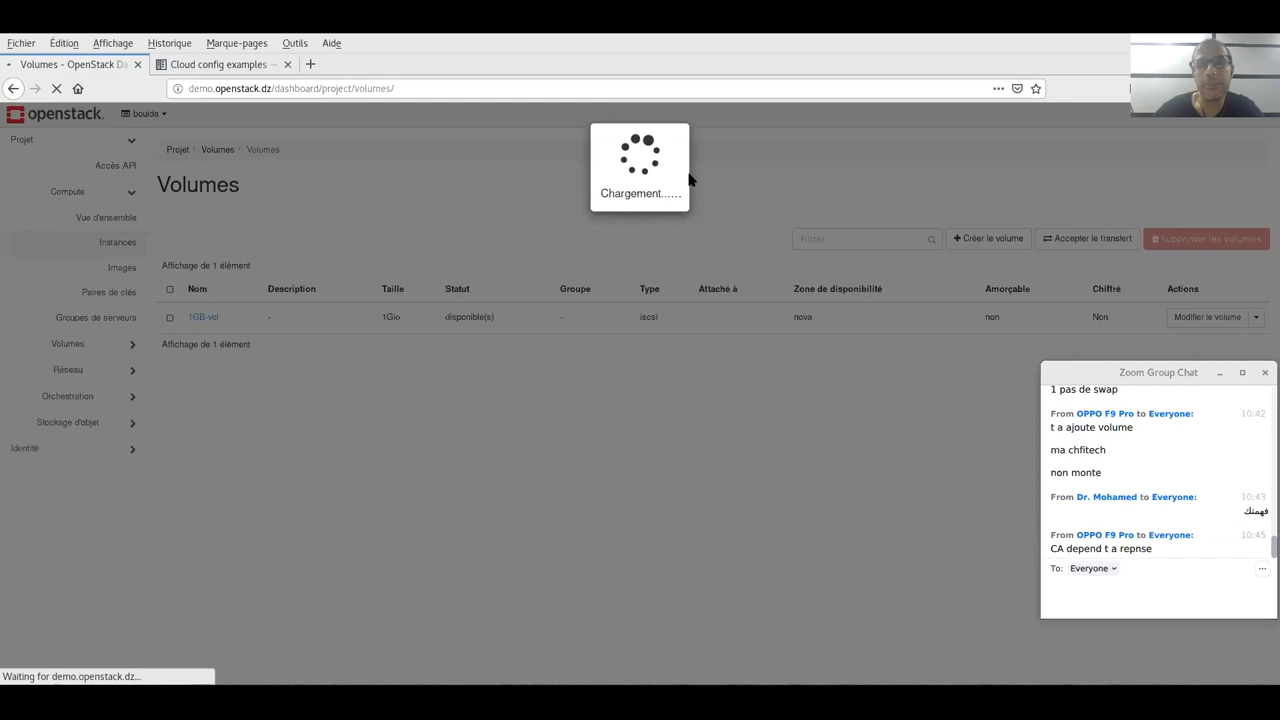 Fichier Édition Affichage Historique Marque-pages Outils Aide
Volumes - OpenStack Da
Cloud config examples
demo.openstack.dz/dashboard/project/volumes/
openstack.
bouida
Projet
Accès API
Compute
Vue d'ensemble
Instances
Images
Paires de clés
Groupes de serveurs
Volumes
Réseau
Orchestration
Stockage d'objet
Identité
Projet / Volumes / Volumes
Volumes
Chargement......
Filtrer
Créer le volume
Accepter le transfert
Supprimer les volumes
Affichage de 1 élément
Nom Description Taille Statut Groupe Type Attaché à Zone de disponibilité Amorçable Chiffré Actions
1GB-vol - 1Gio disponible(s) - iscsi nova non Non Modifier le volume
Affichage de 1 élément
Zoom Group Chat
1 pas de swap
From OPPO F9 Pro to Everyone: 10:42
t a ajoute volume
ma chfitech
non monte
From Dr. Mohamed to Everyone: 10:43
فهمتك
From OPPO F9 Pro to Everyone: 10:45
CA depend t a repnse
To: Everyone
Waiting for demo.openstack.dz...